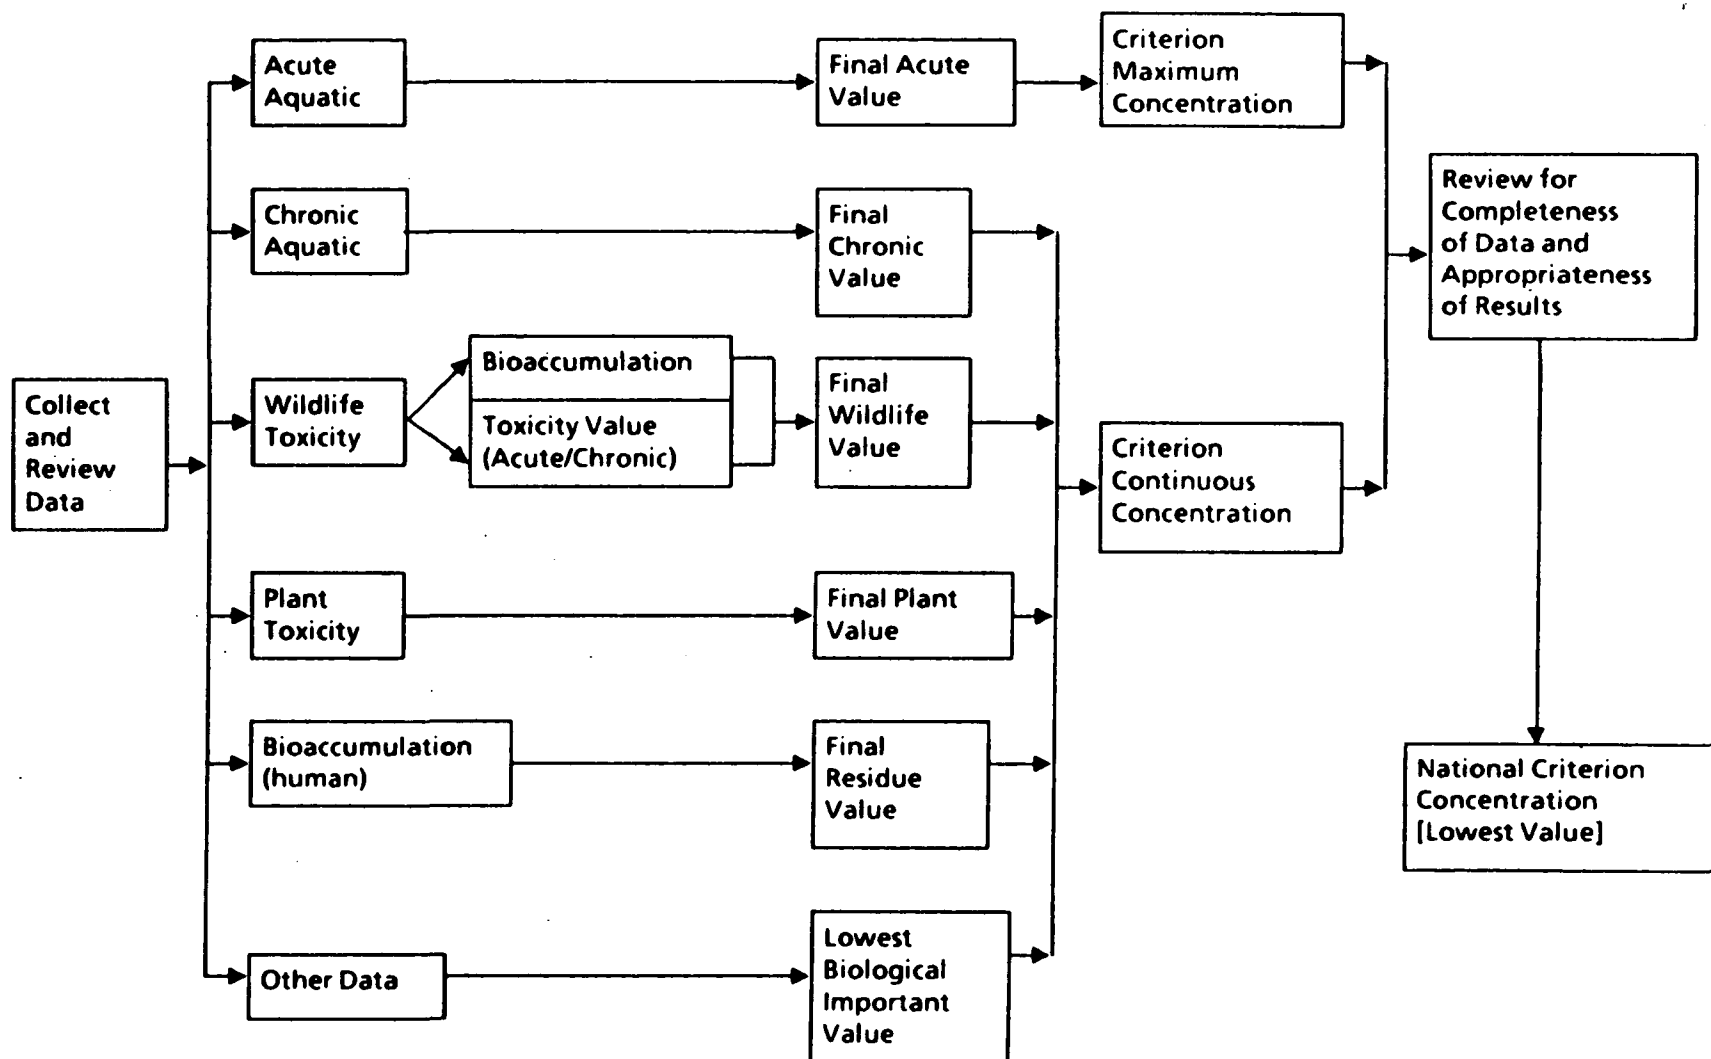 Collect
and
Review
Data
Acute
Aquatic
Final Acute
Value
Criterion
Maximum
Concentration
Chronic
Aquatic
Final
Chronic
Value
Wildlife
Toxicity
Bioaccumulation
Toxicity Value
(Acute/Chronic)
Final
Wildlife
Value
Criterion
Continuous
Concentration
Plant
Toxicity
Final Plant
Value
Bioaccumulation
(human)
Final
Residue
Value
Other Data
Lowest
Biological
Important
Value
Review for
Completeness
of Data and
Appropriateness
of Results
National Criterion
Concentration
[Lowest Value]